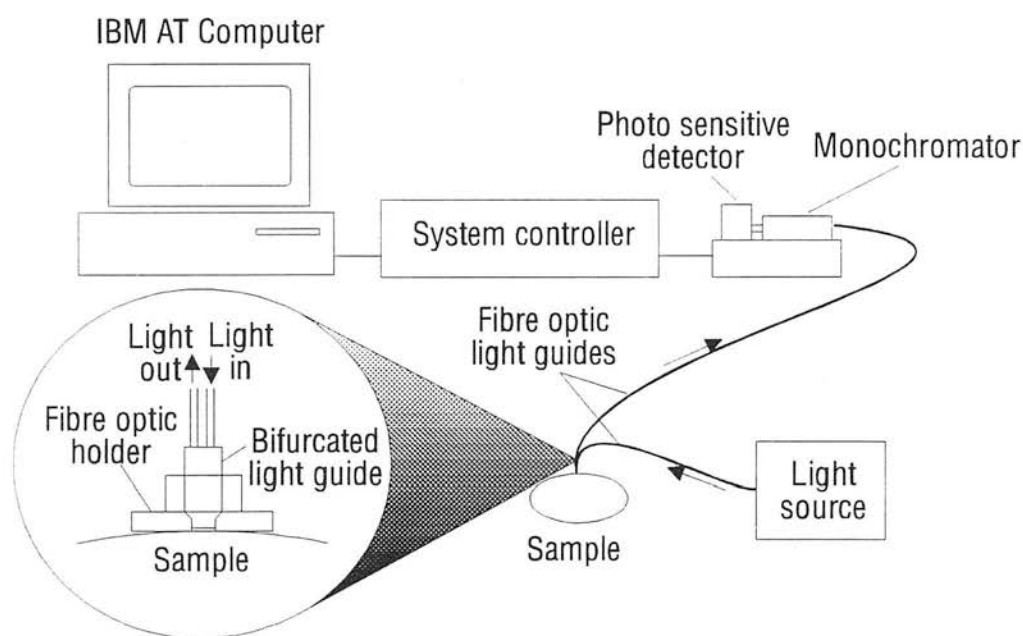 IBM AT Computer
Photo sensitive
detector
Monochromator
System controller
Fibre optic
light guides
Light
out
Light
in
Fibre optic
holder
Bifurcated
light guide
Sample
Sample
Light
source